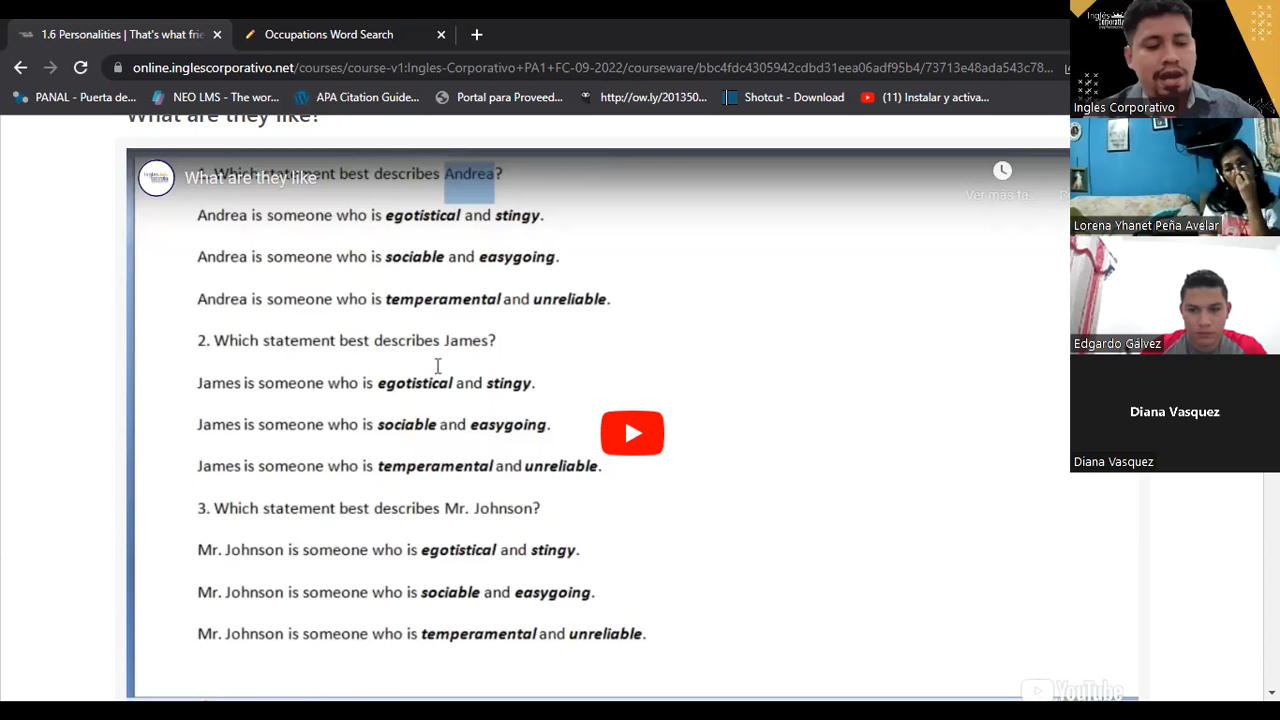 1.6 Personalities | That's what frie
Occupations Word Search
online.inglescorporativo.net/courses/course-v1:Ingles-Corporativo+PA1+FC-09-2022/courseware/bbc4fdc4305942cdbd31eea06adf95b4/73713e48ada543c78...
PANAL - Puerta de...
NEO LMS - The wor...
APA Citation
Portal para Proveed...
http://ow.ly/201350...
Shotcut - Download
(11) Instalar y activa...
What are they like?
What are they like
Which statement best describes Andrea?
Ver más ta...
Andrea is someone who is egotistical and stingy.
Andrea is someone who is sociable and easygoing.
Andrea is someone who is temperamental and unreliable.
2. Which statement best describes James?
James is someone who is egotistical and stingy.
James is someone who is sociable and easygoing.
James is someone who is temperamental and unreliable.
3. Which statement best describes Mr. Johnson?
Mr. Johnson is someone who is egotistical and stingy.
Mr. Johnson is someone who is sociable and easygoing.
Mr. Johnson is someone who is temperamental and unreliable.
YouTube
Inglés
Corporativo
Ingles Corporativo
Lorena Yhanet Peña Avelar
Edgardo Gálvez
Diana Vasquez
Diana Vasquez